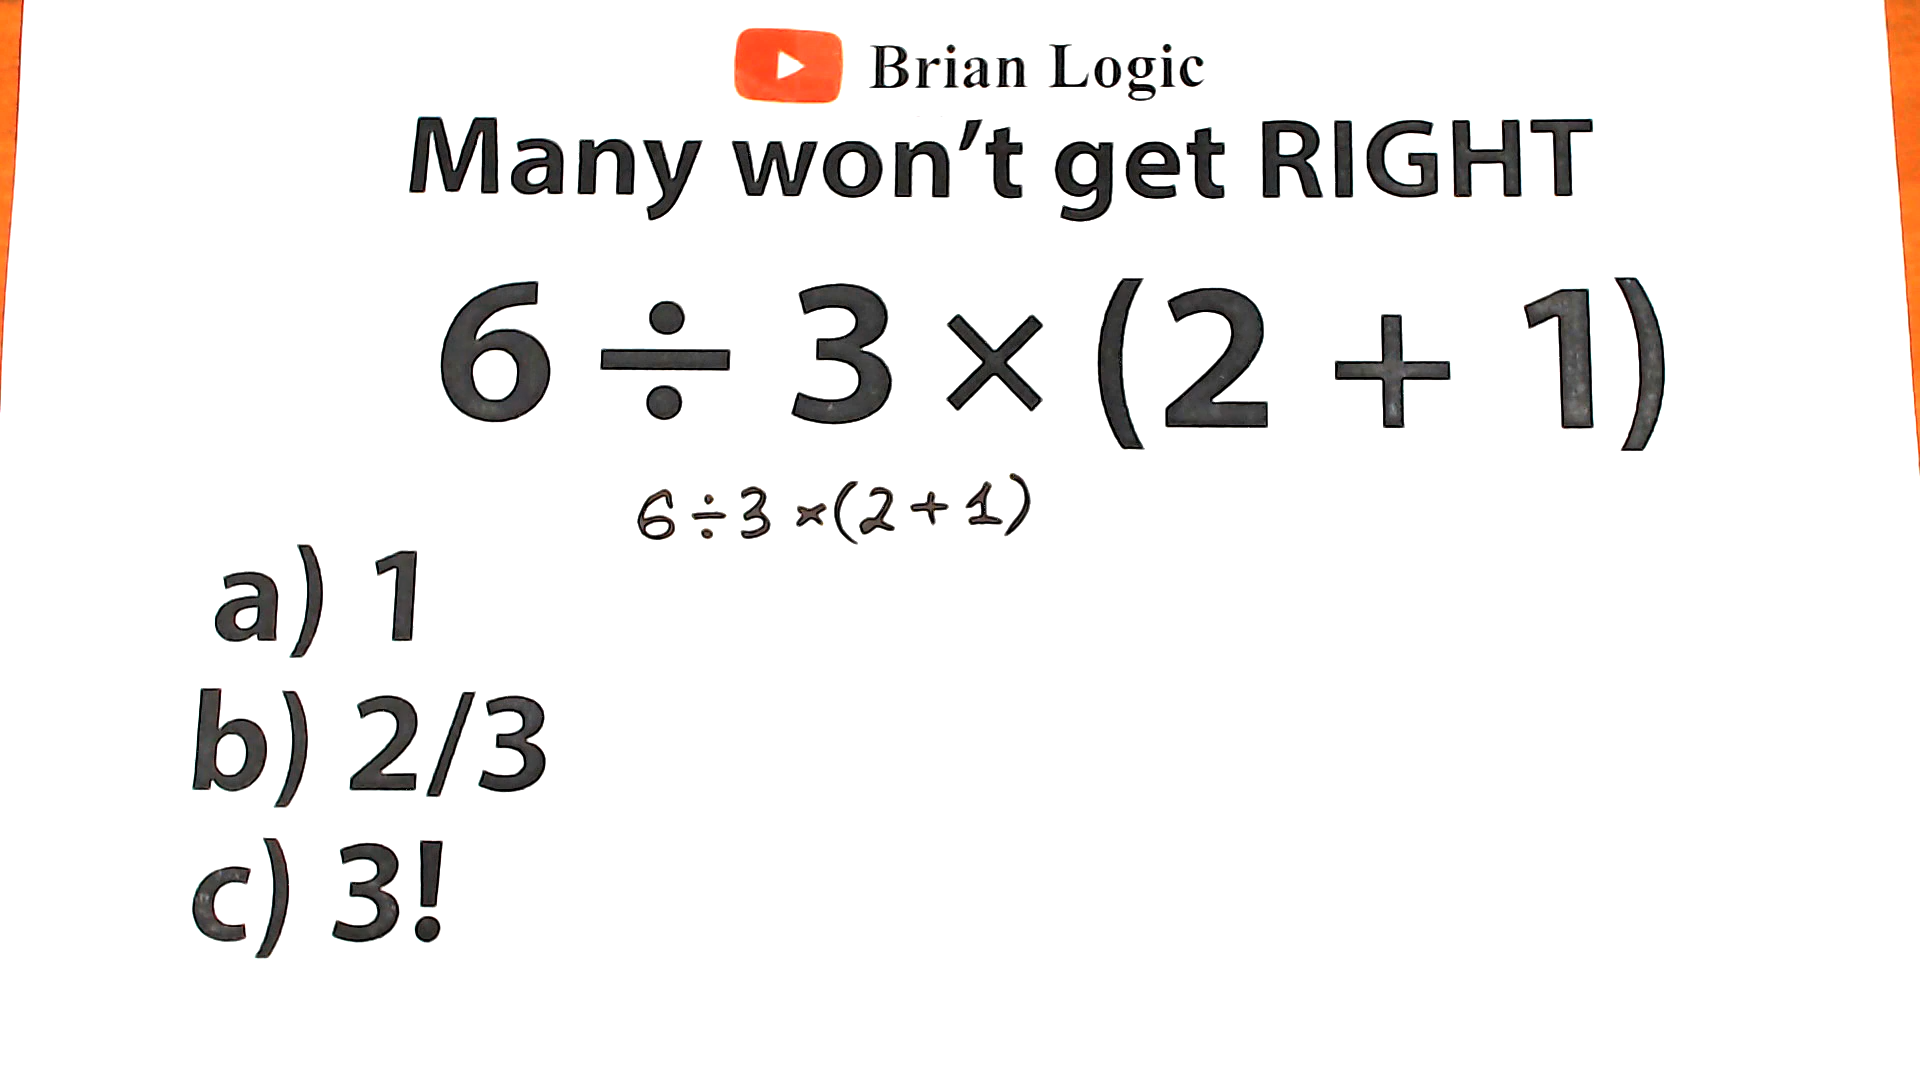 Brian Logic
Many won’t get RIGHT
6 ÷ 3 × (2 + 1)
6 ÷ 3 × (2 + 1)
a) 1
b) 2/3
c) 3!